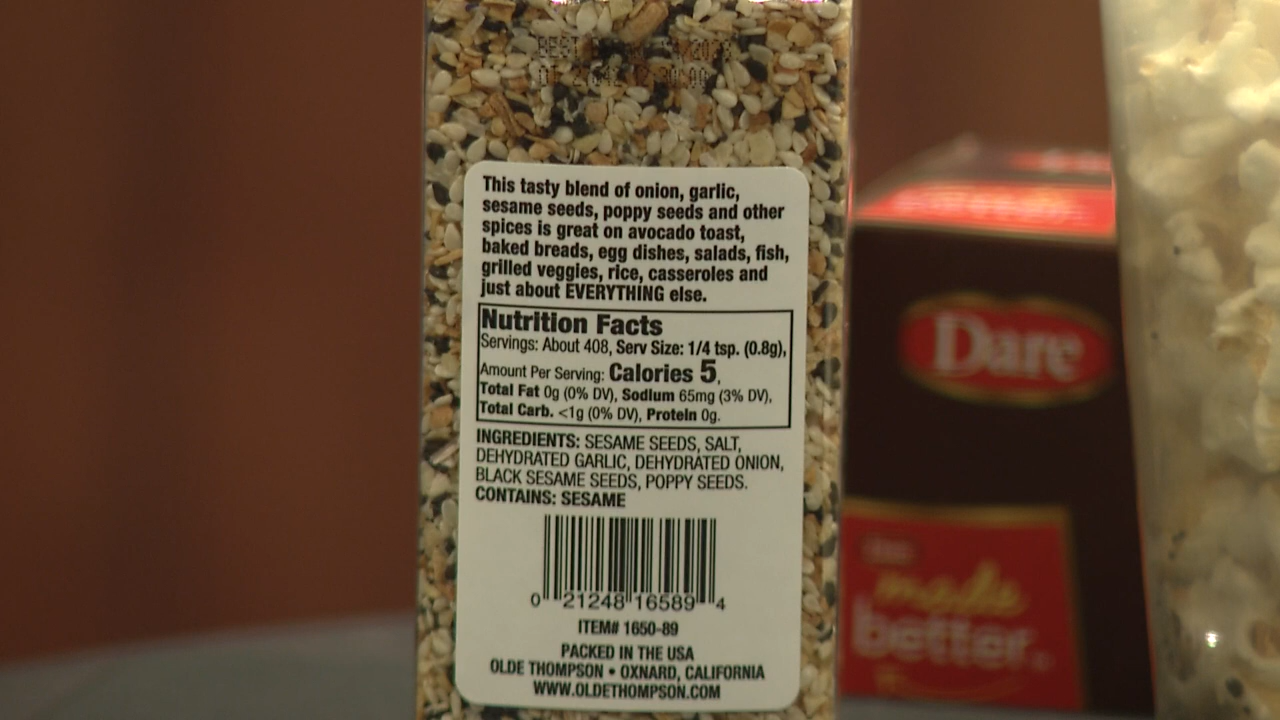 BEST
This tasty blend of onion, garlic,
sesame seeds, poppy seeds and other
spices is great on avocado toast,
baked breads, egg dishes, salads, fish,
grilled veggies, rice, casseroles and
just about EVERYTHING else.
Nutrition Facts
Servings: About 408, Serv Size: 1/4 tsp. (0.8g),
Amount Per Serving: Calories 5,
Total Fat 0g (0% DV), Sodium 65mg (3% DV),
Total Carb. <1g (0% DV), Protein 0g.
INGREDIENTS: SESAME SEEDS, SALT,
DEHYDRATED GARLIC, DEHYDRATED ONION,
BLACK SESAME SEEDS, POPPY SEEDS.
CONTAINS: SESAME
0 21248 16589 4
ITEM# 1650-89
PACKED IN THE USA
OLDE THOMPSON • OXNARD, CALIFORNIA
WWW.OLDETHOMPSON.COM
Dare
made
better.